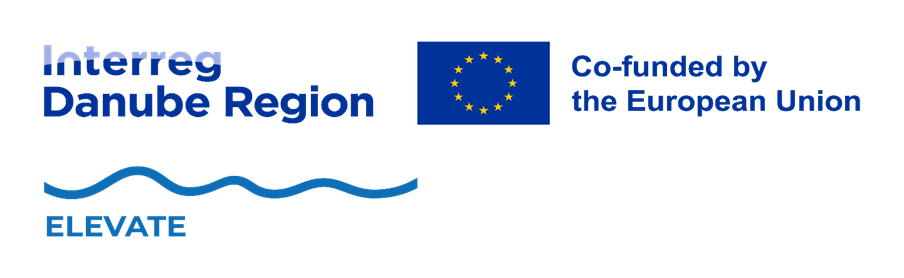 Interreg
Danube Region
Co-funded by
the European Union
ELEVATE